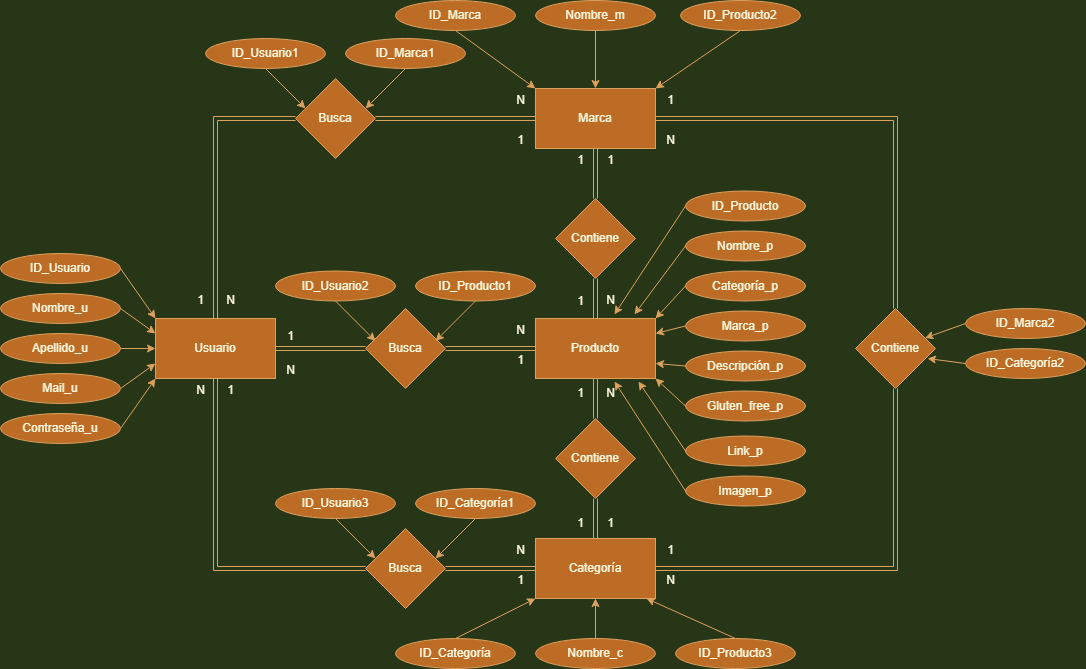 ID_Marca
Nombre_m
ID_Producto2
ID_Usuario1
ID_Marca1
Busca
N
Marca
1
1
N
1
1
ID_Producto
Contiene
Nombre_p
ID_Usuario
ID_Usuario2
ID_Producto1
Categoría_p
1
N
1
N
Nombre_u
Marca_p
ID_Marca2
1
N
Usuario
Busca
Producto
Contiene
Apellido_u
1
Descripción_p
ID_Categoría2
N
Mail_u
N
1
1
N
Gluten_free_p
Contraseña_u
Link_p
Contiene
Imagen_p
ID_Usuario3
ID_Categoría1
1
1
N
1
Busca
Categoría
1
N
ID_Categoría
Nombre_c
ID_Producto3